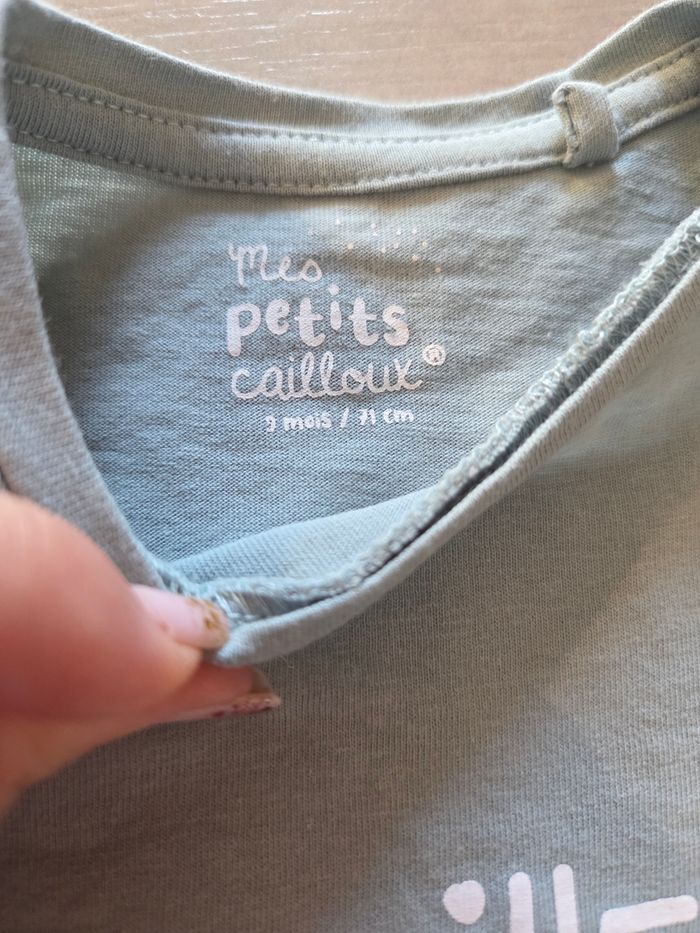 Mes
petits
cailloux®
9 mois / 71 cm